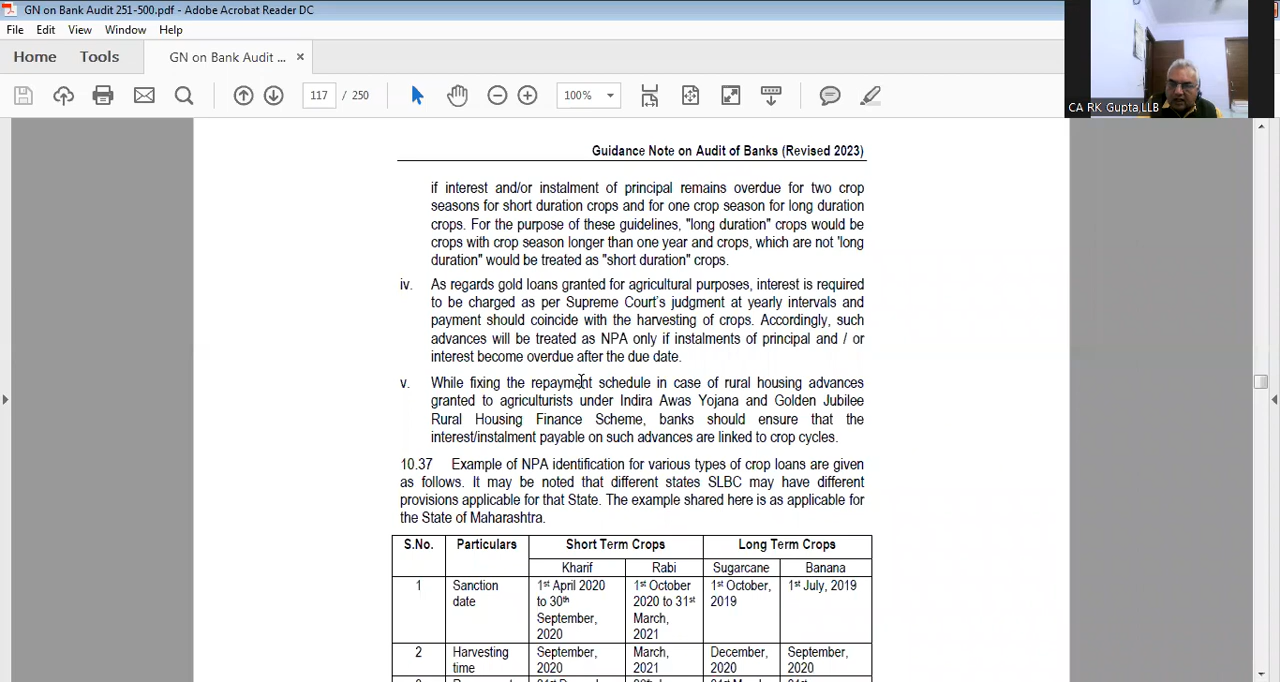 GN on Bank Audit 251-500.pdf - Adobe Acrobat Reader DC
File Edit View Window Help
Home Tools GN on Bank Audit ... ×
117 / 250 100%
CA RK Gupta,LLB
Guidance Note on Audit of Banks (Revised 2023)
if interest and/or instalment of principal remains overdue for two crop
seasons for short duration crops and for one crop season for long duration
crops. For the purpose of these guidelines, "long duration" crops would be
crops with crop season longer than one year and crops, which are not 'long
duration" would be treated as "short duration" crops.
iv. As regards gold loans granted for agricultural purposes, interest is required
to be charged as per Supreme Court's judgment at yearly intervals and
payment should coincide with the harvesting of crops. Accordingly, such
advances will be treated as NPA only if instalments of principal and / or
interest become overdue after the due date.
v. While fixing the repayment schedule in case of rural housing advances
granted to agriculturists under Indira Awas Yojana and Golden Jubilee
Rural Housing Finance Scheme, banks should ensure that the
interest/instalment payable on such advances are linked to crop cycles.
10.37 Example of NPA identification for various types of crop loans are given
as follows. It may be noted that different states SLBC may have different
provisions applicable for that State. The example shared here is as applicable for
the State of Maharashtra.
S.No. Particulars Short Term Crops Long Term Crops
Kharif Rabi Sugarcane Banana
1 Sanction 1st April 2020 1st October 1st October, 1st July, 2019
date to 30th 2020 to 31st 2019
September, March,
2020 2021
2 Harvesting September, March, December, September,
time 2020 2021 2020 2020